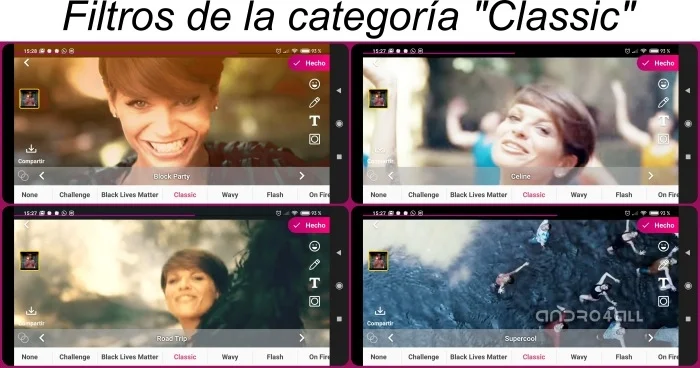 Filtros de la categoría "Classic"
15:28 93 %
Hecho
T
Compartir
Block Party
None Challenge Black Lives Matter Classic Wavy Flash On Fire
15:27 93 %
Hecho
T
Compartir
Celine
None Challenge Black Lives Matter Classic Wavy Flash On Fire
15:27 93 %
Hecho
T
Compartir
Road Trip
None Challenge Black Lives Matter Classic Wavy Flash On Fire
15:27 93 %
Hecho
T
ANDRO4ALL
Compartir
Supercool
None Challenge Black Lives Matter Classic Wavy Flash On Fire